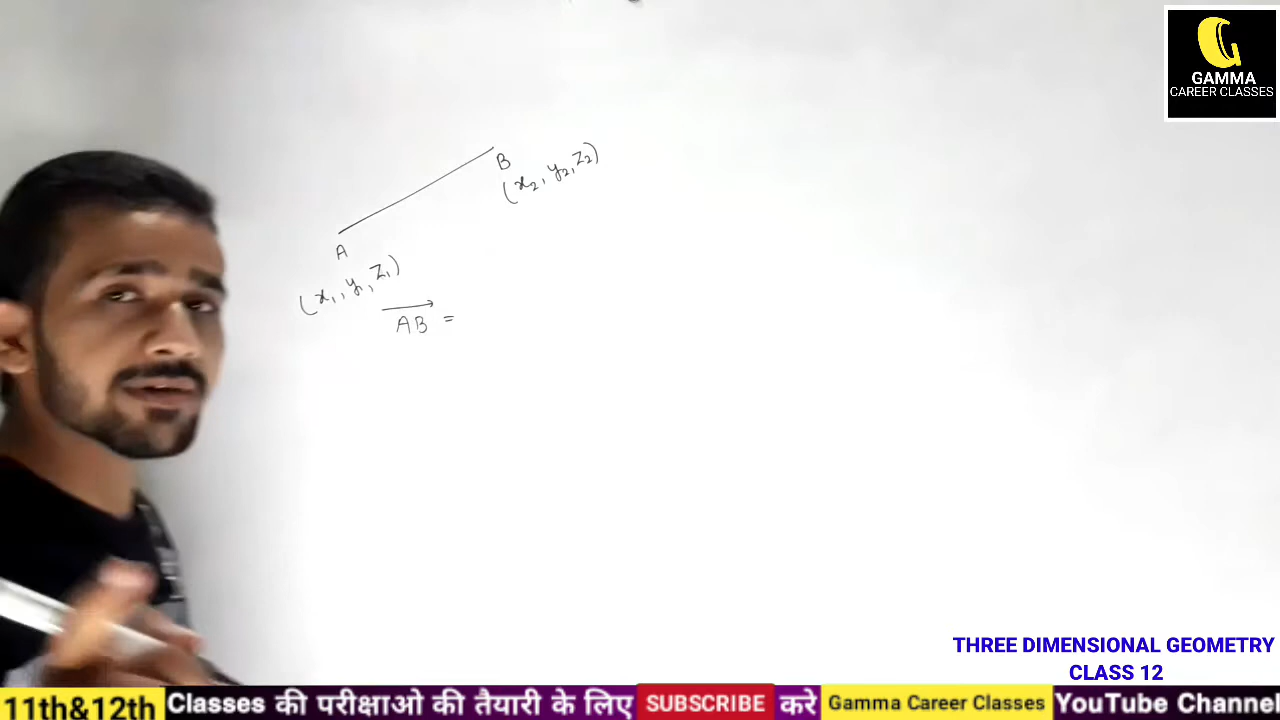 GAMMA
CAREER CLASSES
B
(x₂, y₂, z₂)
A
(x₁, y₁, z₁)
AB⃗ =
THREE DIMENSIONAL GEOMETRY
CLASS 12
11th&12th Classes की परीक्षाओ की तैयारी के लिए SUBSCRIBE करे Gamma Career Classes YouTube Channel